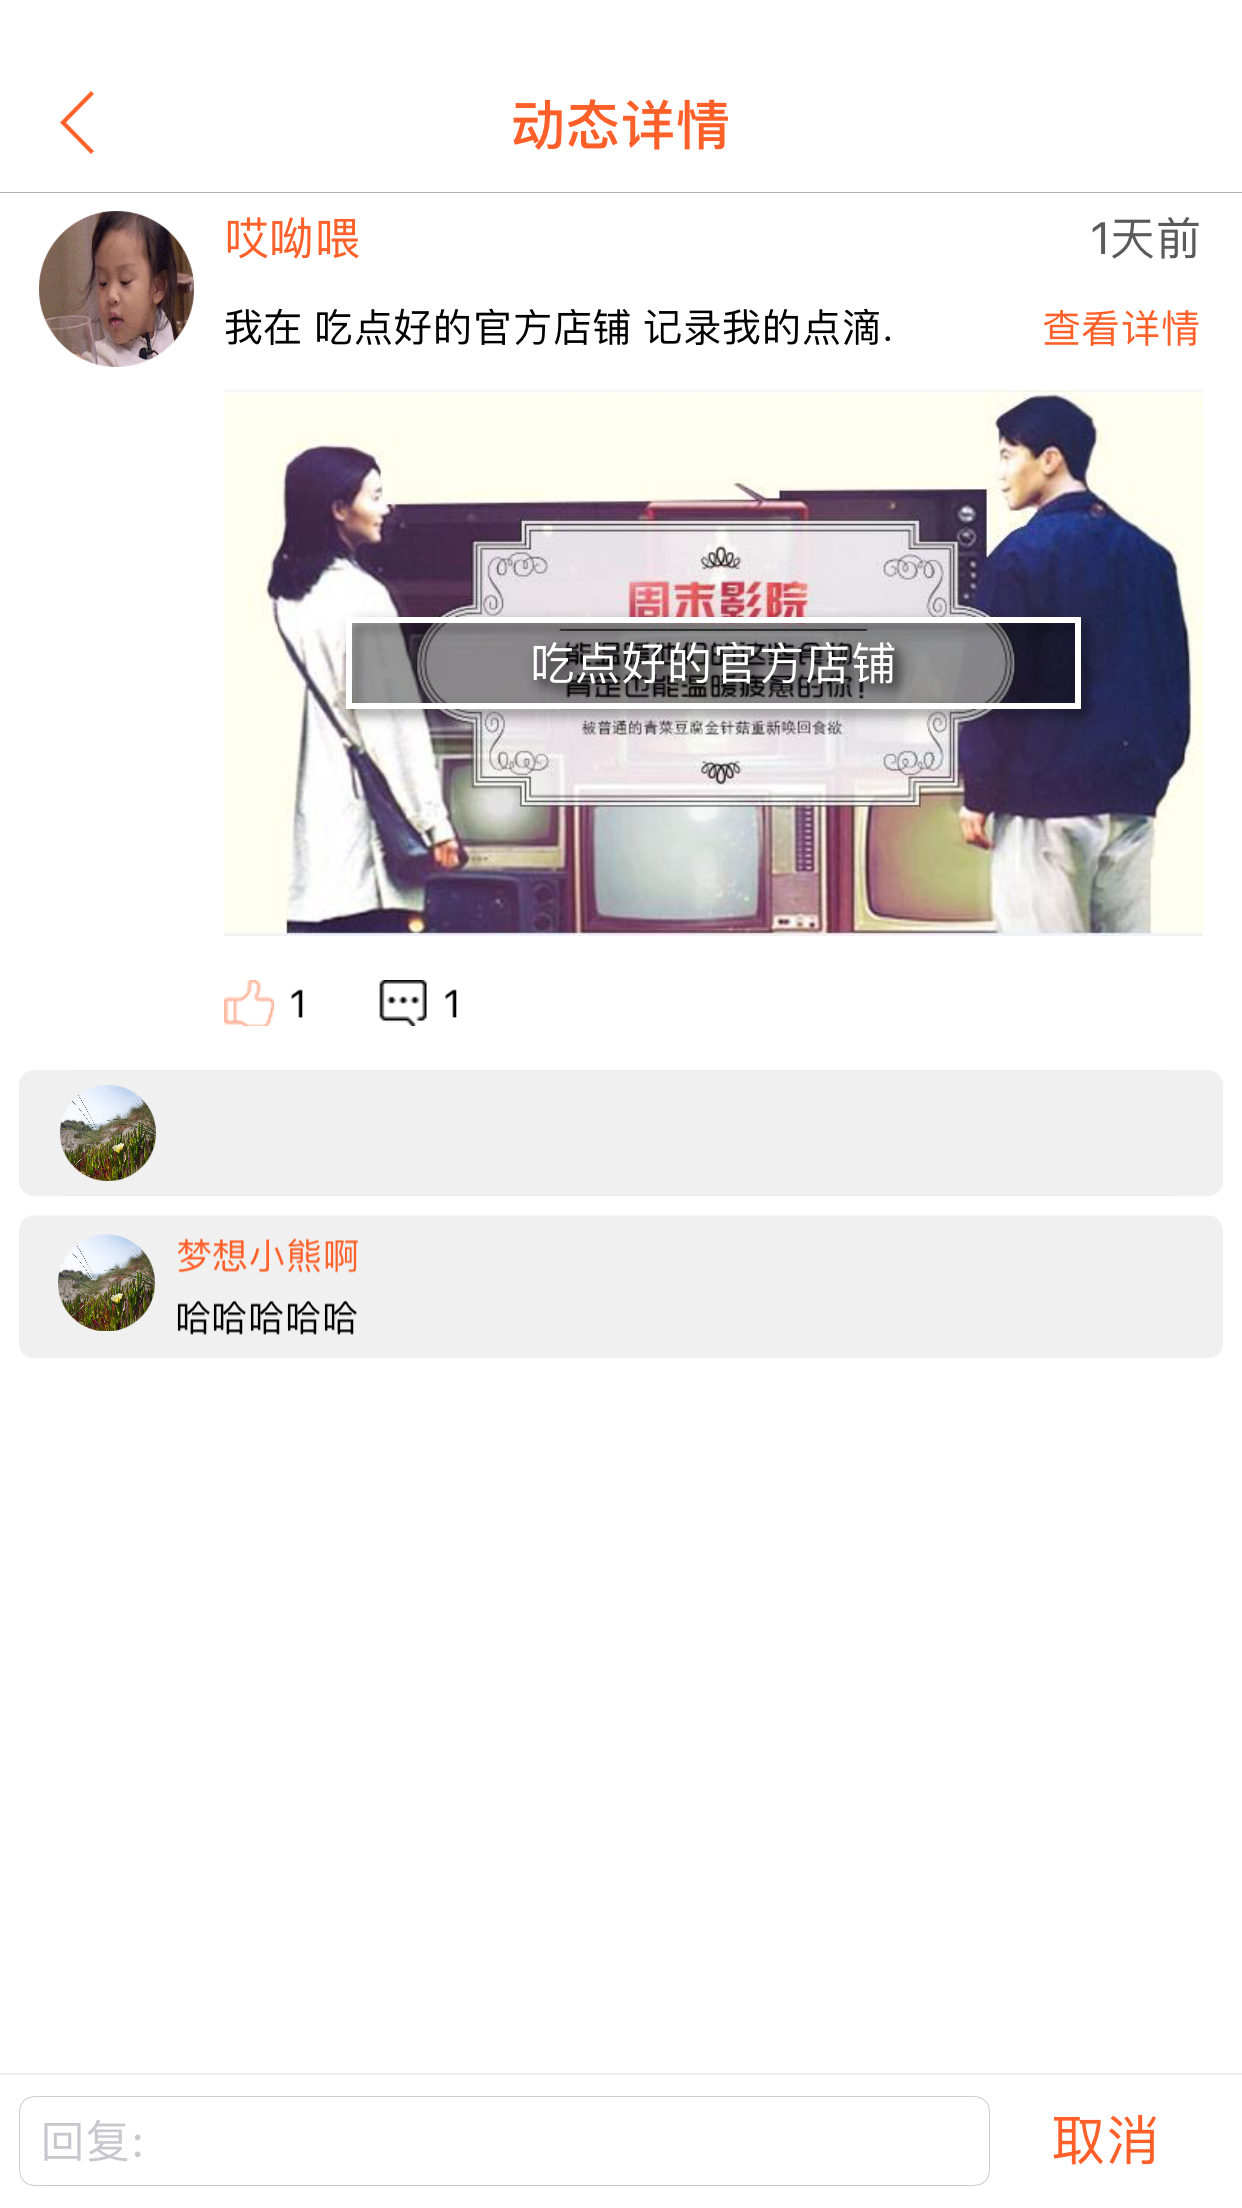 动态详情
哎呦喂
1天前
我在 吃点好的官方店铺 记录我的点滴.
查看详情
周末影院
吃点好的官方店铺
肯定也能温暖疲惫的你!
被普通的青菜豆腐金针菇重新唤回食欲
1
1
梦想小熊啊
哈哈哈哈哈
回复:
取消